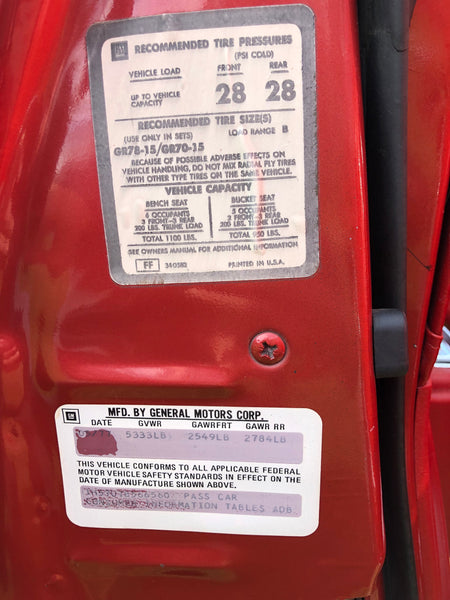 GM RECOMMENDED TIRE PRESSURES
(PSI COLD)
VEHICLE LOAD FRONT REAR
UP TO VEHICLE CAPACITY 28 28
RECOMMENDED TIRE SIZE(S)
(USE ONLY IN SETS) LOAD RANGE B
GR78-15/GR70-15
BECAUSE OF POSSIBLE ADVERSE EFFECTS ON
VEHICLE HANDLING, DO NOT MIX RADIAL PLY TIRES
WITH OTHER TYPE TIRES ON THE SAME VEHICLE.
VEHICLE CAPACITY
BENCH SEAT BUCKET SEAT
6 OCCUPANTS 5 OCCUPANTS
3 FRONT-3 REAR 2 FRONT-3 REAR
200 LBS. TRUNK LOAD 200 LBS. TRUNK LOAD
TOTAL 1100 LBS. TOTAL 950 LBS.
SEE OWNERS MANUAL FOR ADDITIONAL INFORMATION
FF 340582 PRINTED IN U.S.A.
GM MFD. BY GENERAL MOTORS CORP.
DATE GVWR GAWRFRT GAWR RR
5333LB 2549LB 2784LB
THIS VEHICLE CONFORMS TO ALL APPLICABLE FEDERAL
MOTOR VEHICLE SAFETY STANDARDS IN EFFECT ON THE
DATE OF MANUFACTURE SHOWN ABOVE.
PASS CAR
INFORMATION TABLES ADB